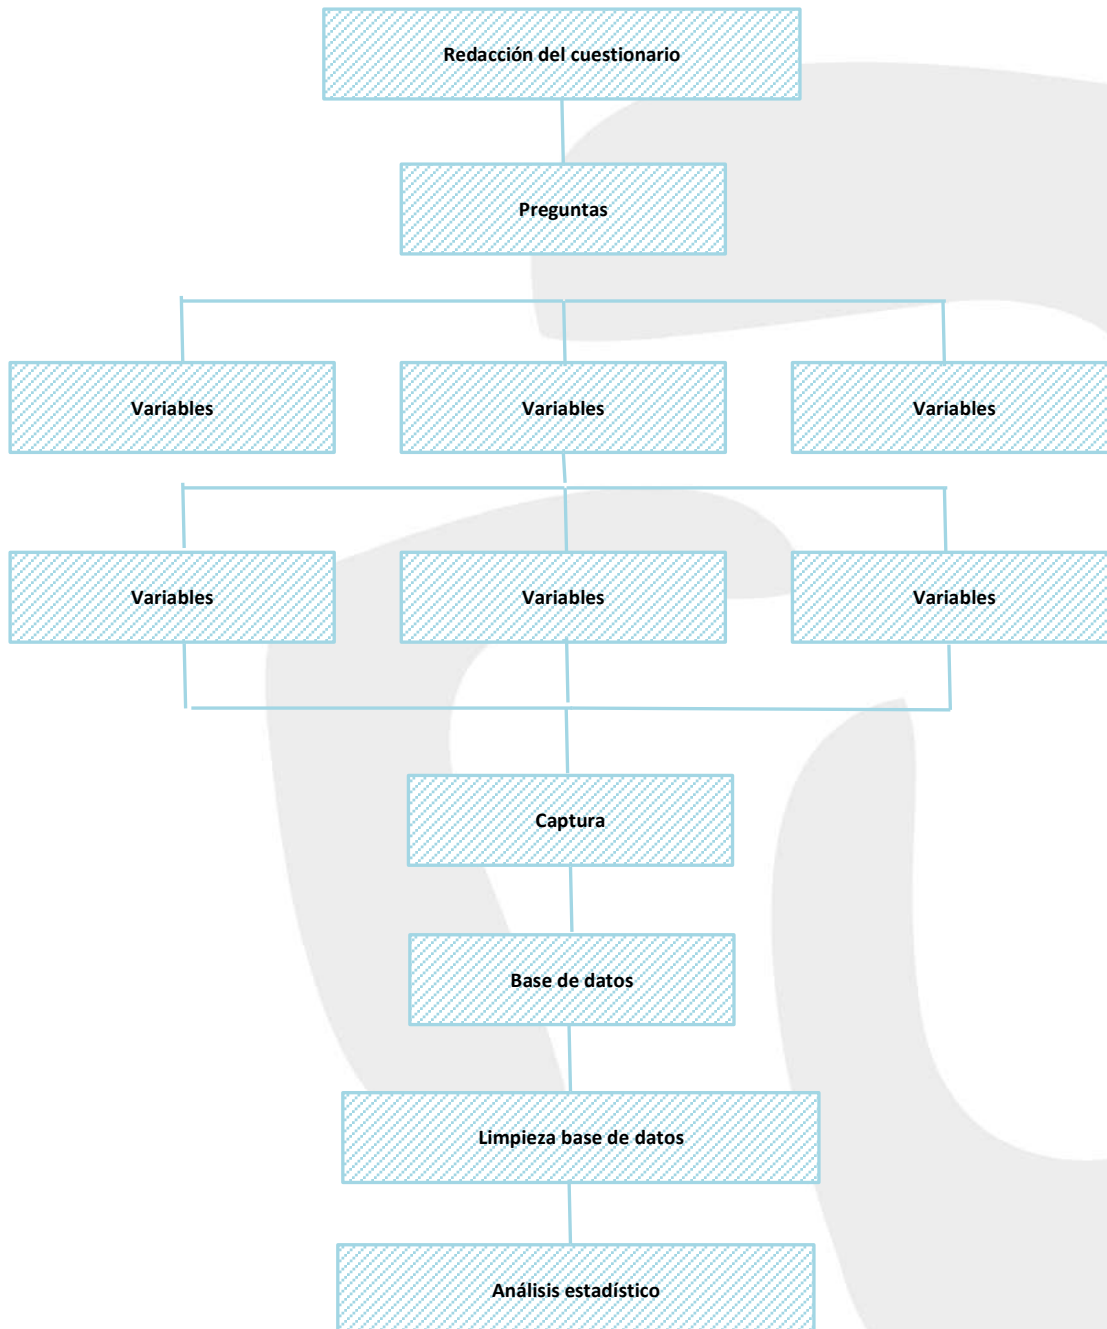 Redacción del cuestionario
Preguntas
Variables
Variables
Variables
Variables
Variables
Variables
Captura
Base de datos
Limpieza base de datos
Análisis estadístico